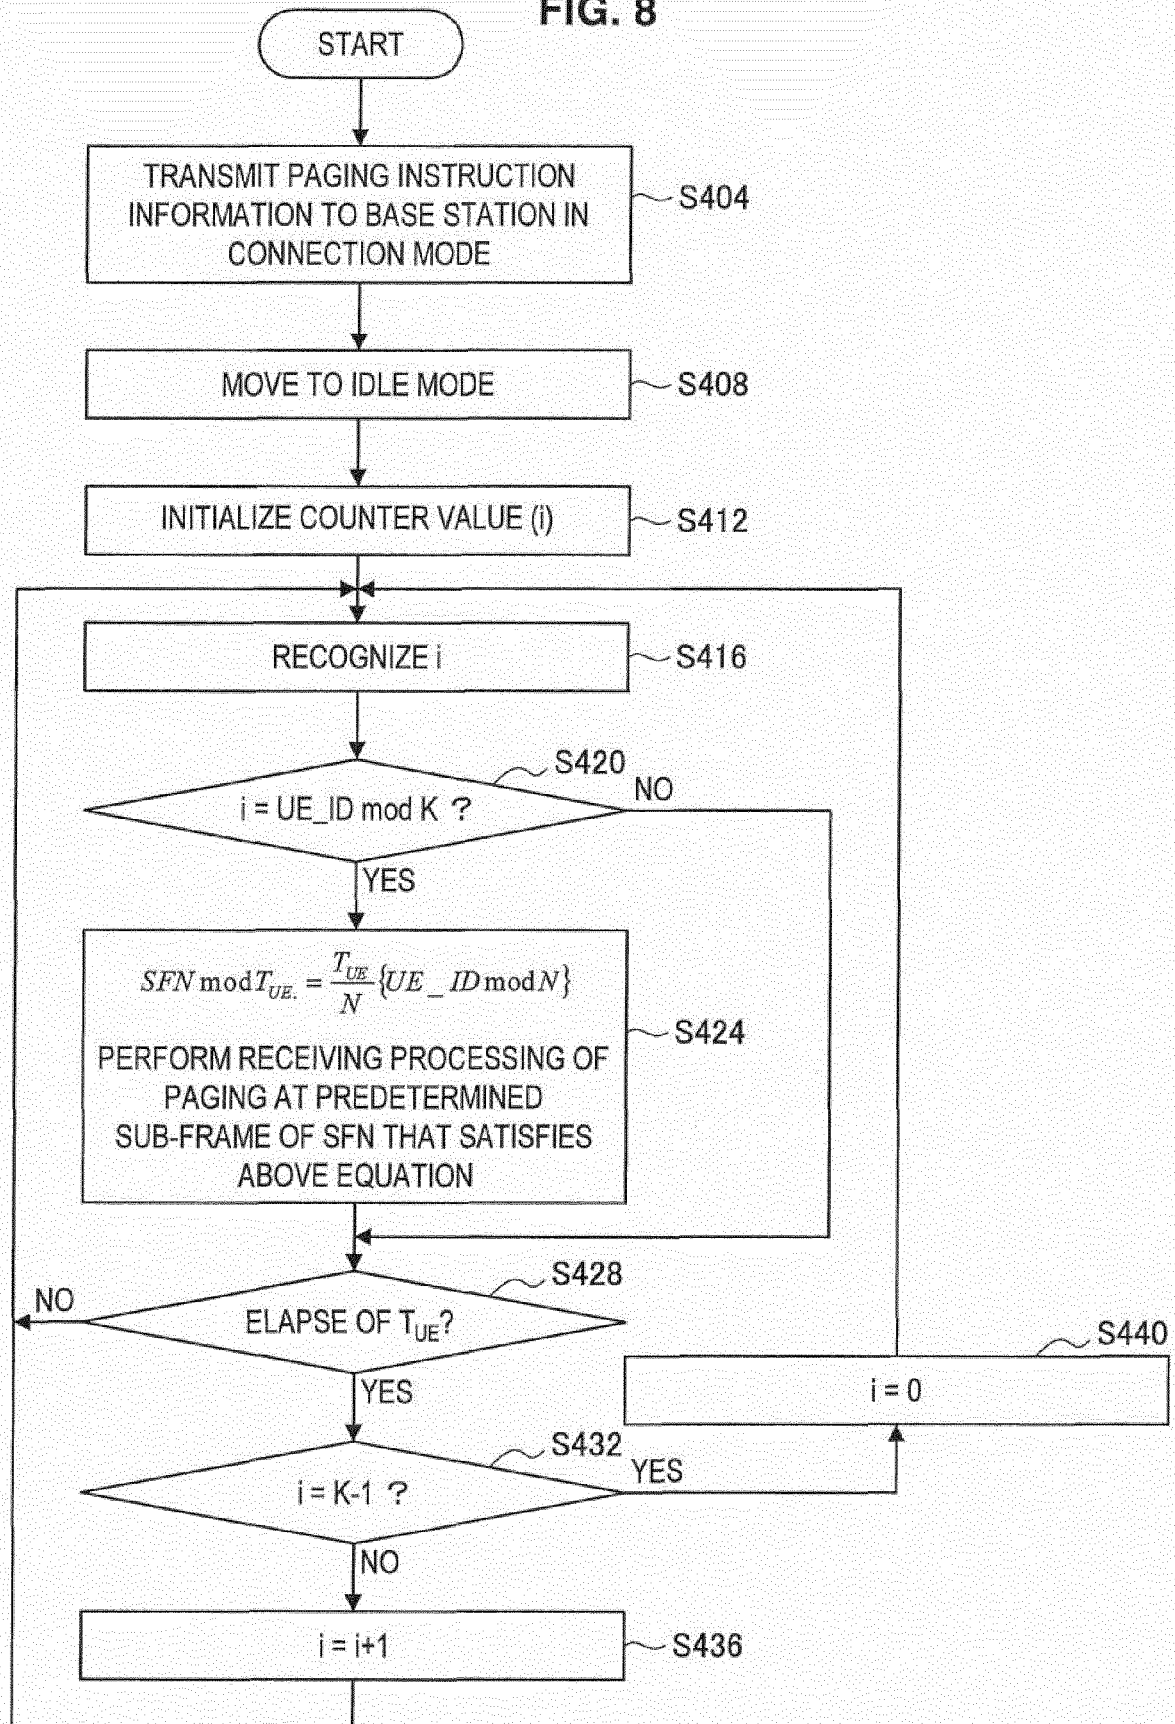 FIG. 8
START
TRANSMIT PAGING INSTRUCTION
INFORMATION TO BASE STATION IN
CONNECTION MODE
S404
MOVE TO IDLE MODE
S408
INITIALIZE COUNTER VALUE (i)
S412
RECOGNIZE i
S416
S420
i = UE_ID mod K ?
NO
YES
SFN mod T_UE. = T_UE/N {UE _ ID mod N}
PERFORM RECEIVING PROCESSING OF
PAGING AT PREDETERMINED
SUB-FRAME OF SFN THAT SATISFIES
ABOVE EQUATION
S424
S428
NO
ELAPSE OF T_UE?
YES
S440
i = 0
S432
i = K-1 ?
YES
NO
i = i+1
S436